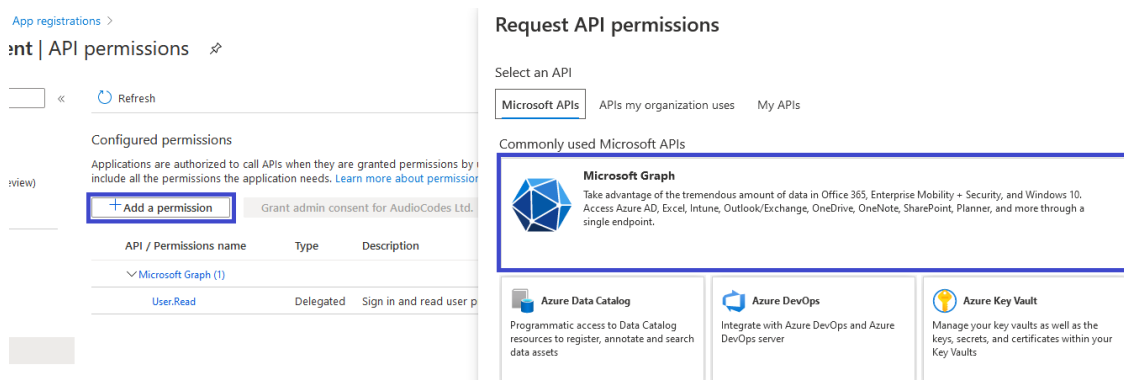 App registrations >
ent | API permissions
«
Refresh
Configured permissions
Applications are authorized to call APIs when they are granted permissions by
include all the permissions the application needs. Learn more about permission
eview)
+ Add a permission
Grant admin consent for AudioCodes Ltd.
API / Permissions name Type Description
Microsoft Graph (1)
User.Read Delegated Sign in and read user p
Request API permissions
Select an API
Microsoft APIs APIs my organization uses My APIs
Commonly used Microsoft APIs
Microsoft Graph
Take advantage of the tremendous amount of data in Office 365, Enterprise Mobility + Security, and Windows 10.
Access Azure AD, Excel, Intune, Outlook/Exchange, OneDrive, OneNote, SharePoint, Planner, and more through a
single endpoint.
Azure Data Catalog
Programmatic access to Data Catalog
resources to register, annotate and search
data assets
Azure DevOps
Integrate with Azure DevOps and Azure
DevOps server
Azure Key Vault
Manage your key vaults as well as the
keys, secrets, and certificates within your
Key Vaults